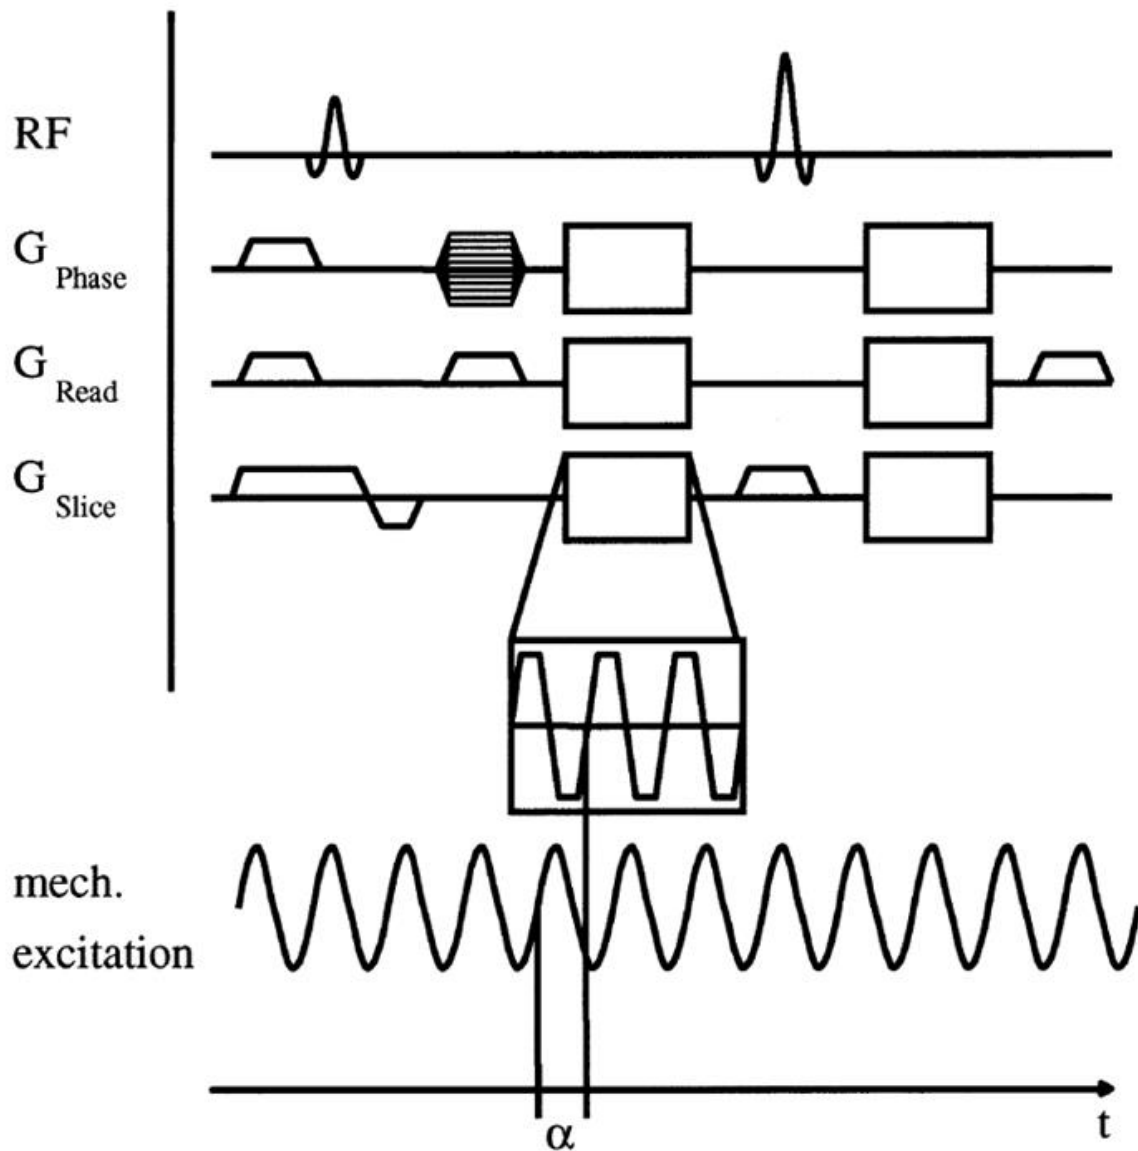 RF
G Phase
G Read
G Slice
mech.
excitation
α
t